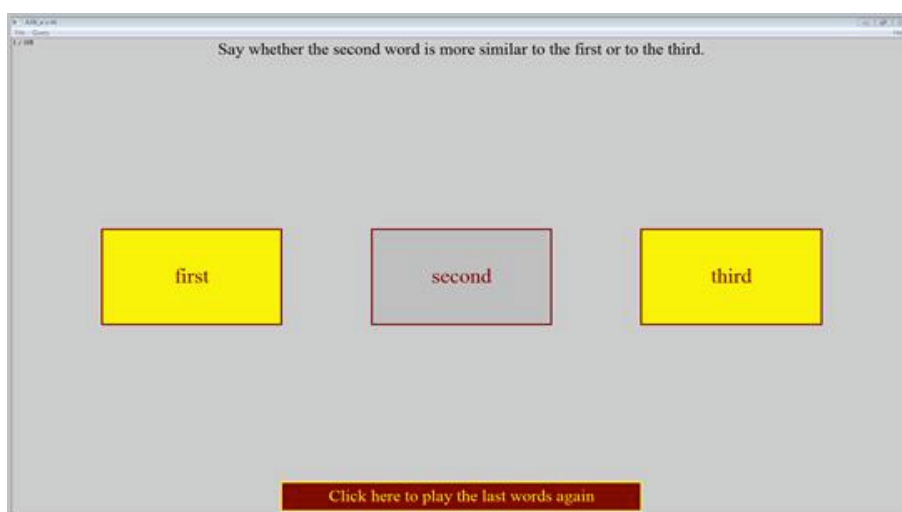 Say whether the second word is more similar to the first or to the third.
first
second
third
Click here to play the last words again